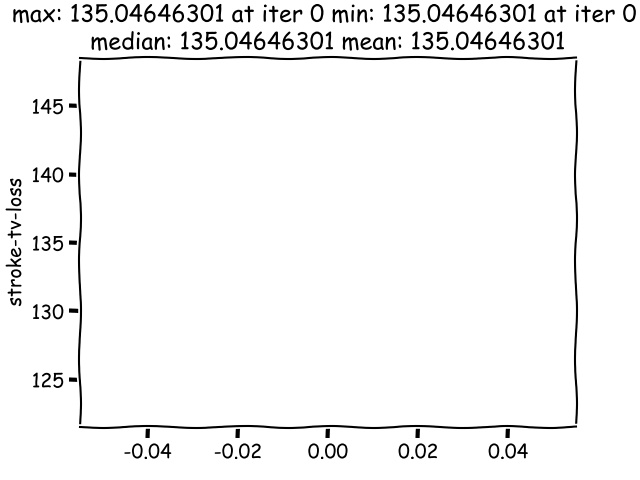 max: 135.04646301 at iter 0 min: 135.04646301 at iter 0
median: 135.04646301 mean: 135.04646301
145
140
135
130
125
stroke-tv-loss
-0.04 -0.02 0.00 0.02 0.04